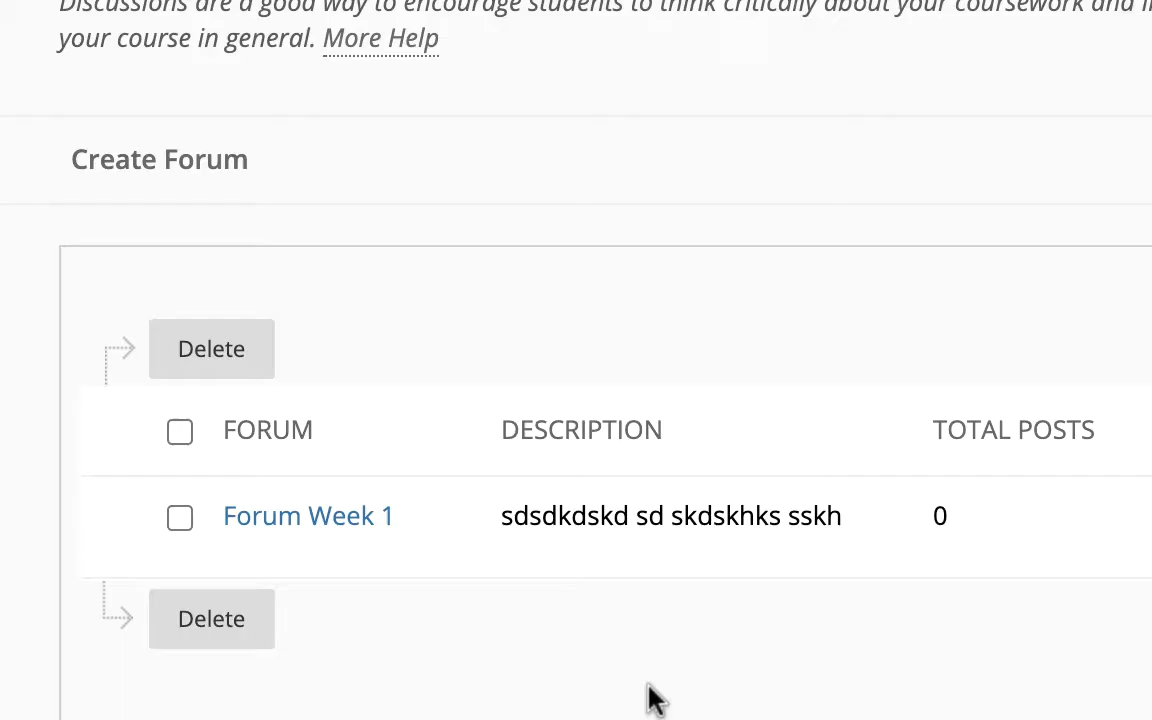 Discussions are a good way to encourage students to think critically about your coursework and
your course in general. More Help
Create Forum
Delete
FORUM DESCRIPTION TOTAL POSTS
Forum Week 1 sdsdkdskd sd skdskhks sskh 0
Delete